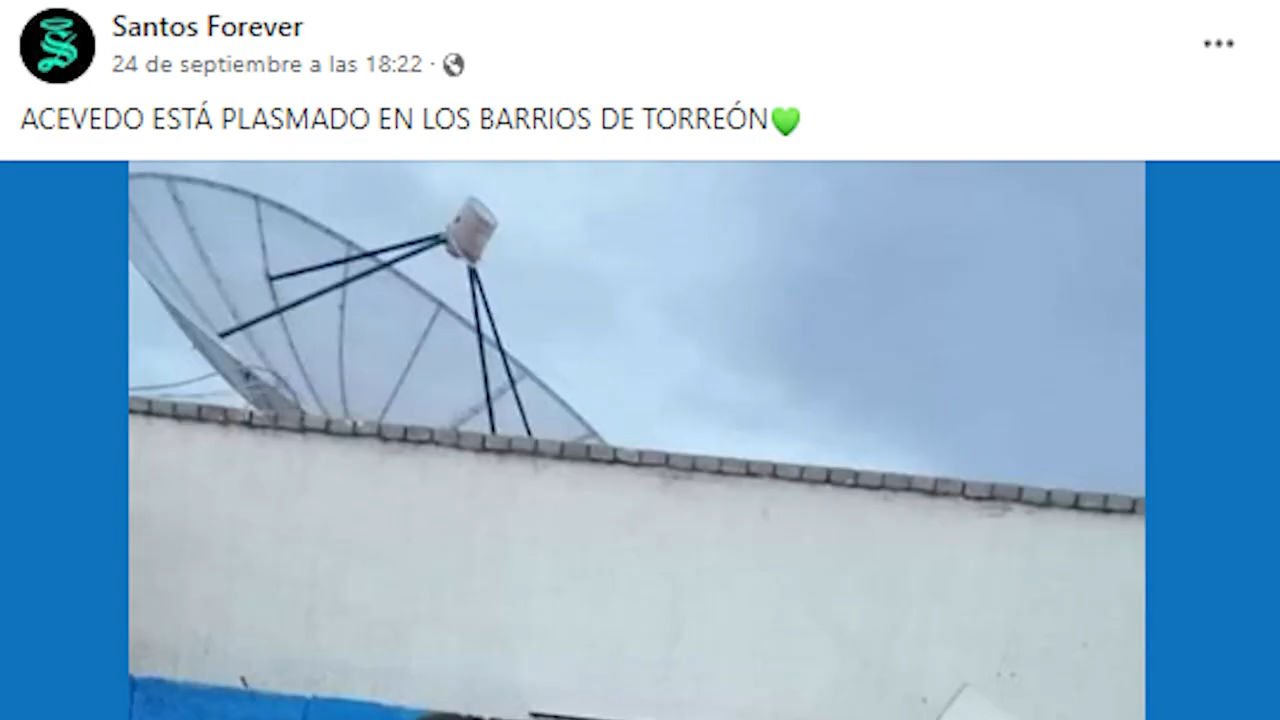 Santos Forever
24 de septiembre a las 18:22 ·
ACEVEDO ESTÁ PLASMADO EN LOS BARRIOS DE TORREÓN💚